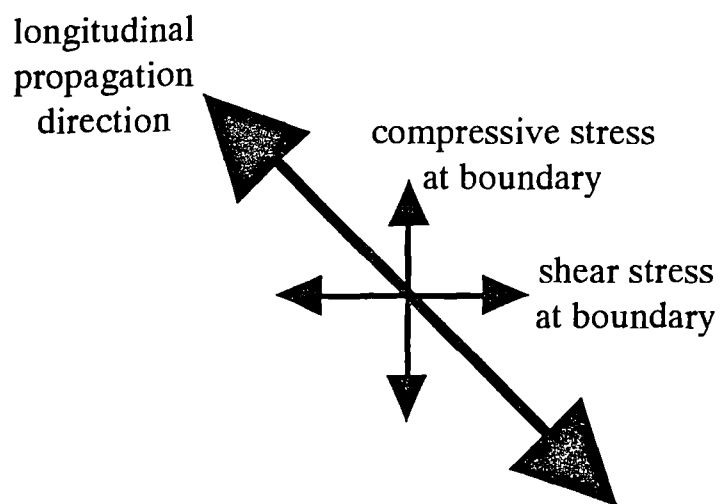 longitudinal
propagation
direction
compressive stress
at boundary
shear stress
at boundary